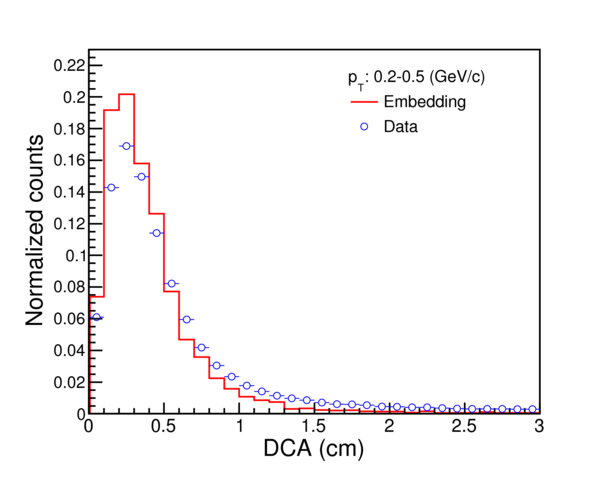 p_T: 0.2-0.5 (GeV/c)
Embedding
Data
Normalized counts
0.22
0.2
0.18
0.16
0.14
0.12
0.1
0.08
0.06
0.04
0.02
0
0 0.5 1 1.5 2 2.5 3
DCA (cm)